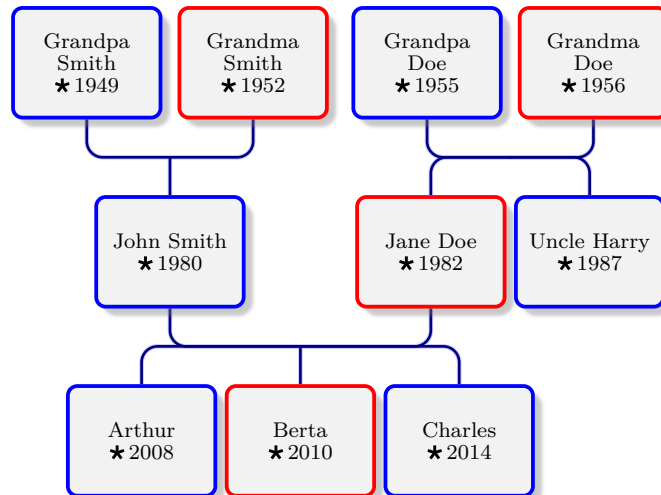 Grandpa
Smith
★ 1949
Grandma
Smith
★ 1952
Grandpa
Doe
★ 1955
Grandma
Doe
★ 1956
John Smith
★ 1980
Jane Doe
★ 1982
Uncle Harry
★ 1987
Arthur
★ 2008
Berta
★ 2010
Charles
★ 2014